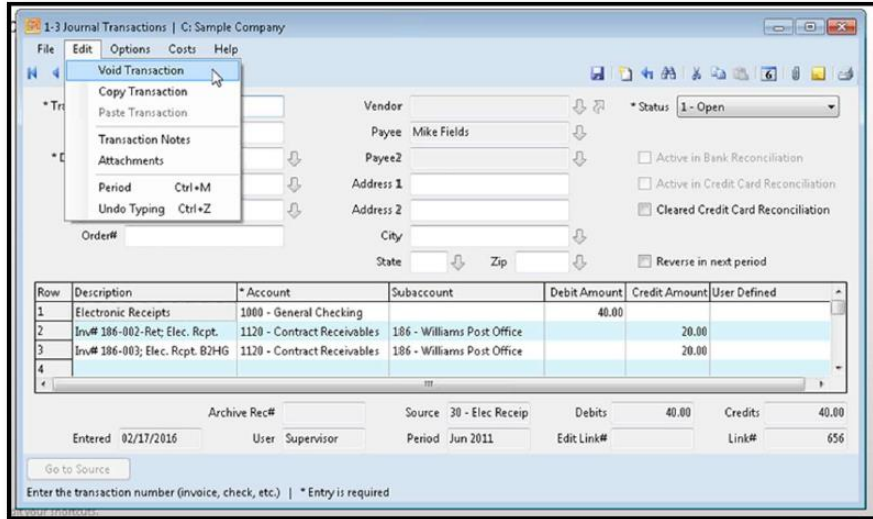 1-3 Journal Transactions | C: Sample Company
File Edit Options Costs Help
Void Transaction
Copy Transaction
Paste Transaction
Transaction Notes
Attachments
Period Ctrl+M
Undo Typing Ctrl+Z
6
* Tra
Vendor
* Status 1 - Open
Payee Mike Fields
* D
Payee2
Active in Bank Reconciliation
Address 1
Active in Credit Card Reconciliation
Address 2
Cleared Credit Card Reconciliation
Order#
City
State Zip
Reverse in next period
Row Description * Account Subaccount Debit Amount Credit Amount User Defined
1 Electronic Receipts 1000 - General Checking 40.00
2 Inv# 186-002-Ret; Elec. Rcpt. 1120 - Contract Receivables 186 - Williams Post Office 20.00
3 Inv# 186-003; Elec. Rcpt. B2HG 1120 - Contract Receivables 186 - Williams Post Office 20.00
4
Archive Rec# Source 30 - Elec Receip Debits 40.00 Credits 40.00
Entered 02/17/2016 User Supervisor Period Jun 2011 Edit Link# Link# 656
Go to Source
Enter the transaction number (invoice, check, etc.) | * Entry is required